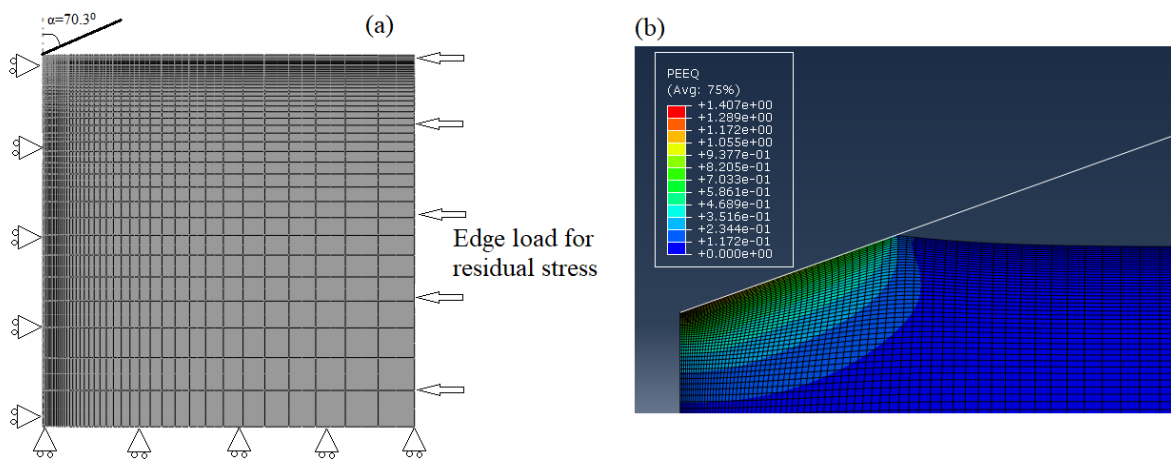 α=70.3⁰
(a)
Edge load for
residual stress
(b)
PEEQ
(Avg: 75%)
+1.407e+00
+1.289e+00
+1.172e+00
+1.055e+00
+9.377e-01
+8.205e-01
+7.033e-01
+5.861e-01
+4.689e-01
+3.516e-01
+2.344e-01
+1.172e-01
+0.000e+00